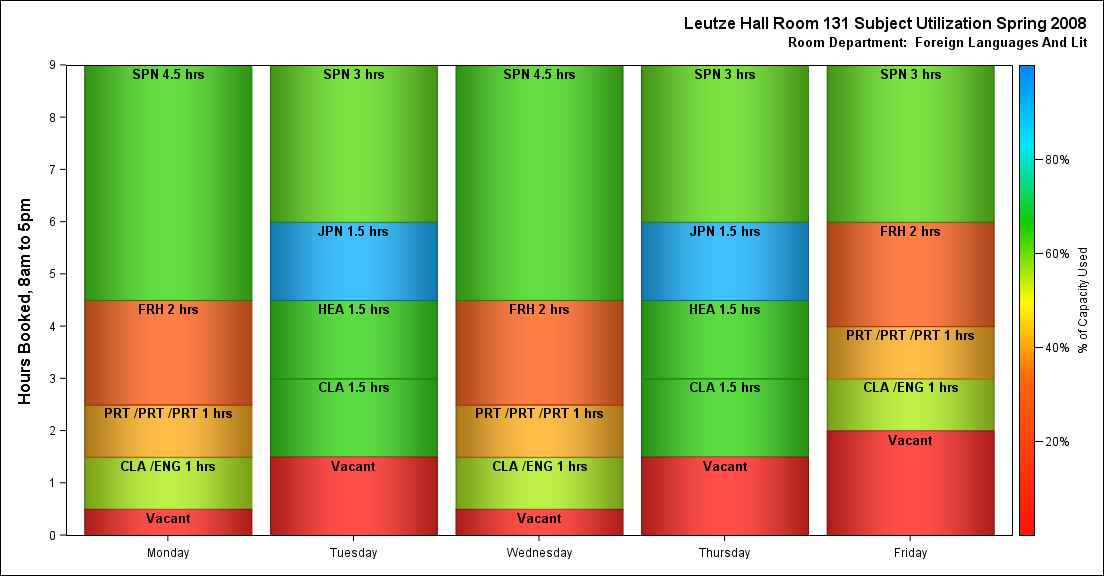 Leutze Hall Room 131 Subject Utilization Spring 2008
Room Department:  Foreign Languages And Lit
Hours Booked, 8am to 5pm
9
8
7
6
5
4
3
2
1
0
SPN 4.5 hrs
FRH 2 hrs
PRT /PRT /PRT 1 hrs
CLA /ENG 1 hrs
Vacant
Monday
SPN 3 hrs
JPN 1.5 hrs
HEA 1.5 hrs
CLA 1.5 hrs
Vacant
Tuesday
SPN 4.5 hrs
FRH 2 hrs
PRT /PRT /PRT 1 hrs
CLA /ENG 1 hrs
Vacant
Wednesday
SPN 3 hrs
JPN 1.5 hrs
HEA 1.5 hrs
CLA 1.5 hrs
Vacant
Thursday
SPN 3 hrs
FRH 2 hrs
PRT /PRT /PRT 1 hrs
CLA /ENG 1 hrs
Vacant
Friday
80%
60%
40%
20%
% of Capacity Used